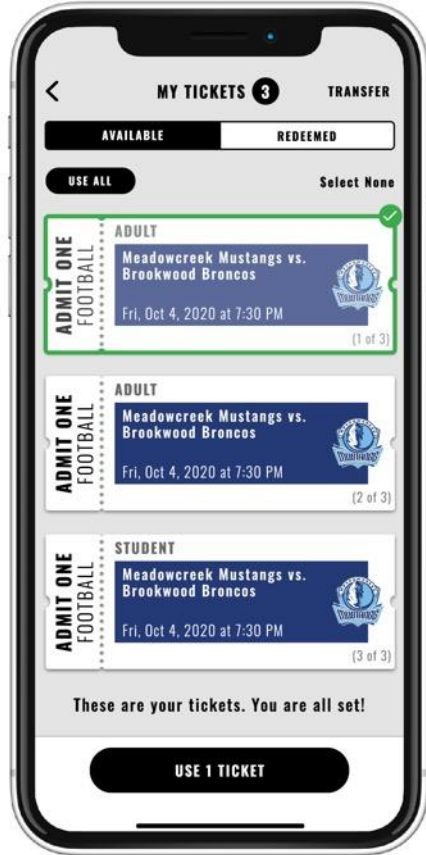 MY TICKETS 3 TRANSFER
AVAILABLE REDEEMED
USE ALL Select None
ADMIT ONE
FOOTBALL
ADULT
Meadowcreek Mustangs vs.
Brookwood Broncos
Fri, Oct 4, 2020 at 7:30 PM
(1 of 3)
ADMIT ONE
FOOTBALL
ADULT
Meadowcreek Mustangs vs.
Brookwood Broncos
Fri, Oct 4, 2020 at 7:30 PM
(2 of 3)
ADMIT ONE
FOOTBALL
STUDENT
Meadowcreek Mustangs vs.
Brookwood Broncos
Fri, Oct 4, 2020 at 7:30 PM
(3 of 3)
These are your tickets. You are all set!
USE 1 TICKET